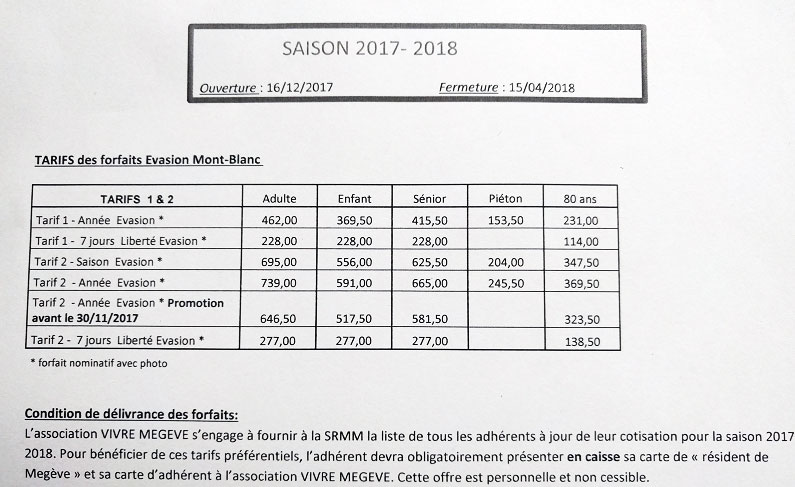 SAISON 2017- 2018
Ouverture : 16/12/2017 Fermeture : 15/04/2018
TARIFS des forfaits Evasion Mont-Blanc
TARIFS 1 & 2 Adulte Enfant Sénior Piéton 80 ans
Tarif 1 - Année Evasion * 462,00 369,50 415,50 153,50 231,00
Tarif 1 - 7 jours Liberté Evasion * 228,00 228,00 228,00 114,00
Tarif 2 - Saison Evasion * 695,00 556,00 625,50 204,00 347,50
Tarif 2 - Année Evasion * 739,00 591,00 665,00 245,50 369,50
Tarif 2 - Année Evasion * Promotion
avant le 30/11/2017 646,50 517,50 581,50 323,50
Tarif 2 - 7 jours Liberté Evasion * 277,00 277,00 277,00 138,50
* forfait nominatif avec photo
Condition de délivrance des forfaits:
L'association VIVRE MEGEVE s'engage à fournir à la SRMM la liste de tous les adhérents à jour de leur cotisation pour la saison 2017
2018. Pour bénéficier de ces tarifs préférentiels, l'adhérent devra obligatoirement présenter en caisse sa carte de « résident de
Megève » et sa carte d'adhérent à l'association VIVRE MEGEVE. Cette offre est personnelle et non cessible.